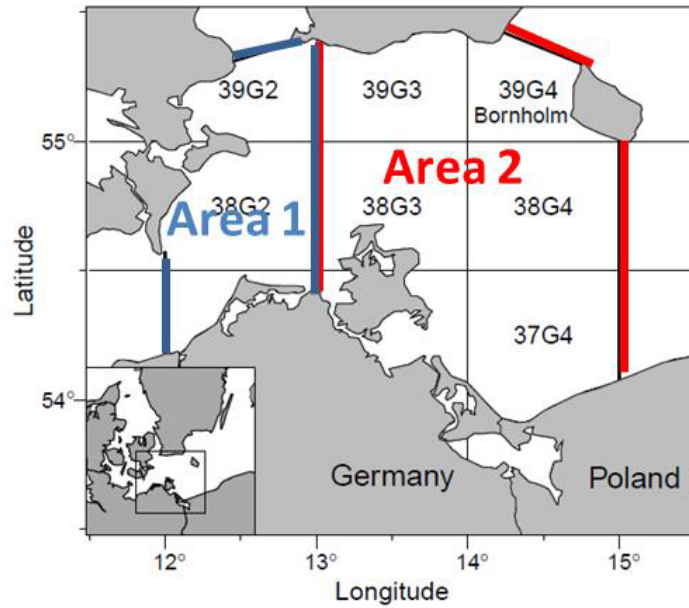 39G2
39G3
39G4
Bornholm
55°
Area 1
Area 2
38G2
38G3
38G4
Latitude
37G4
54°
Germany
Poland
12°
13°
14°
15°
Longitude